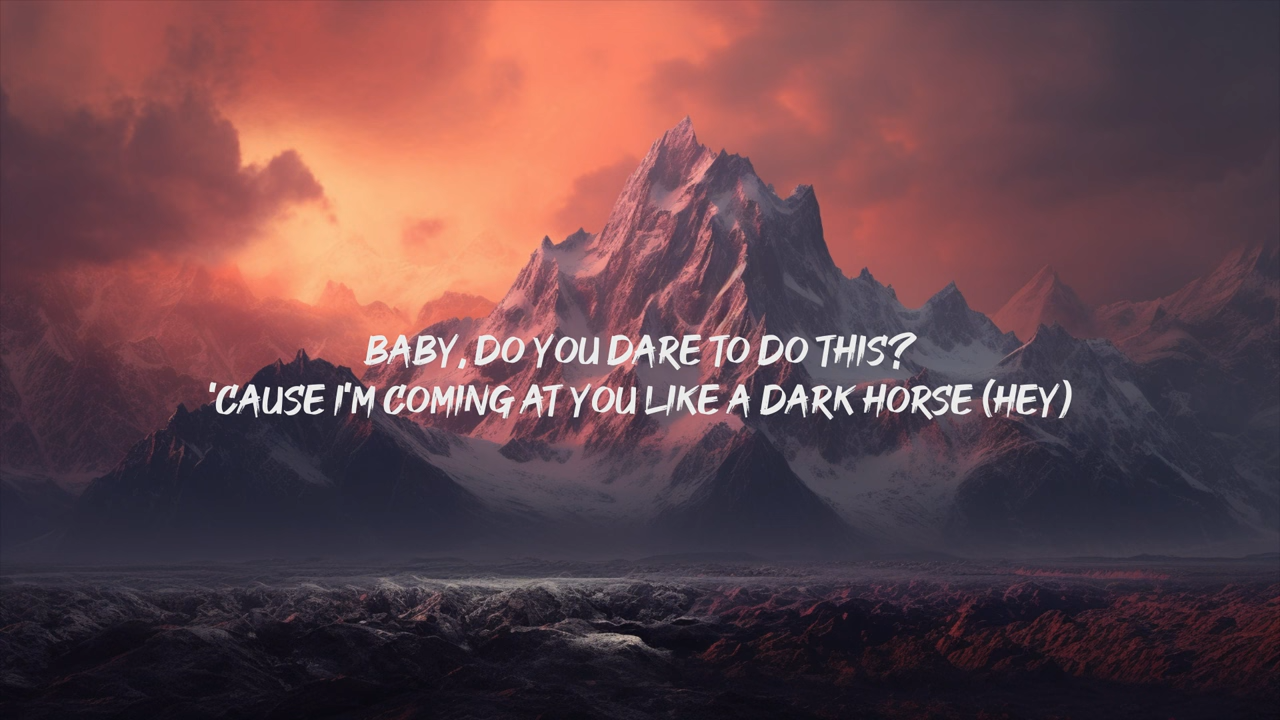 BABY, DO YOU DARE TO DO THIS?
'CAUSE I'M COMING AT YOU LIKE A DARK HORSE (HEY)